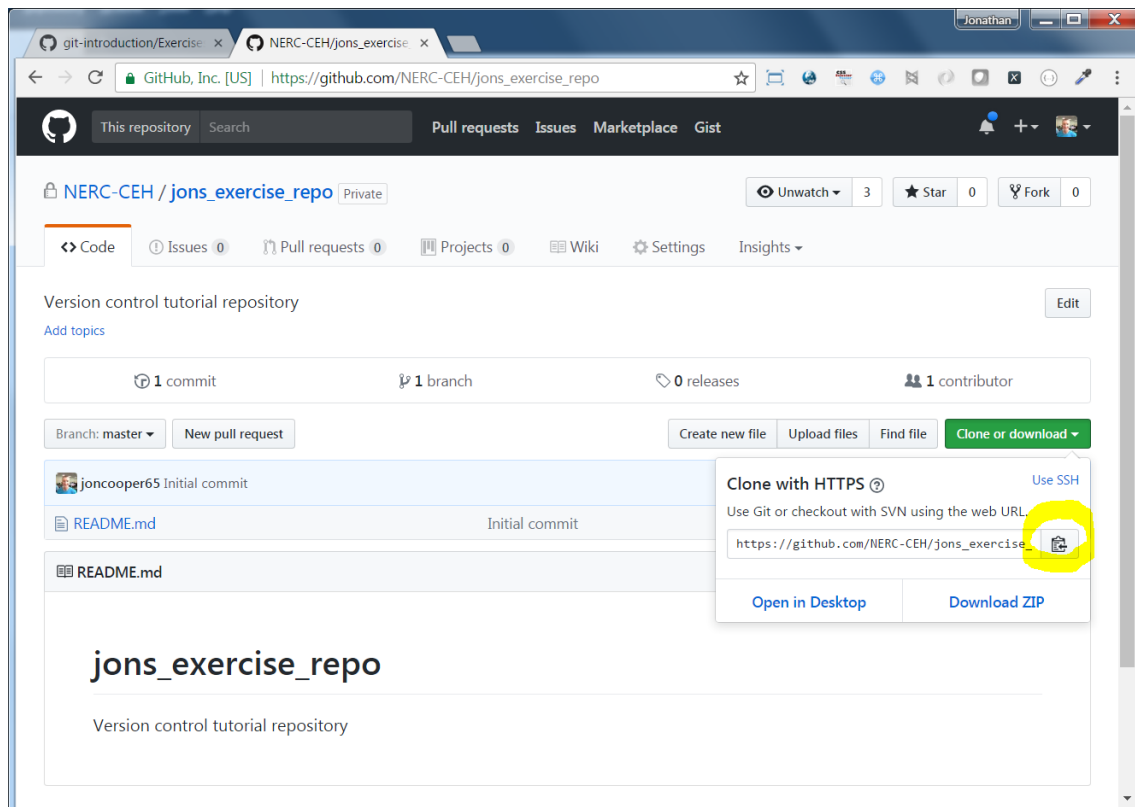 Jonathan
git-introduction/Exercise
NERC-CEH/jons_exercise_
GitHub, Inc. [US] | https://github.com/NERC-CEH/jons_exercise_repo
This repository Search Pull requests Issues Marketplace Gist
NERC-CEH / jons_exercise_repo Private
Unwatch 3 Star 0 Fork 0
Code Issues 0 Pull requests 0 Projects 0 Wiki Settings Insights
Version control tutorial repository
Edit
Add topics
1 commit 1 branch 0 releases 1 contributor
Branch: master New pull request Create new file Upload files Find file Clone or download
joncooper65 Initial commit
README.md Initial commit
Clone with HTTPS Use SSH
Use Git or checkout with SVN using the web URL.
https://github.com/NERC-CEH/jons_exercise_
Open in Desktop Download ZIP
README.md
jons_exercise_repo
Version control tutorial repository